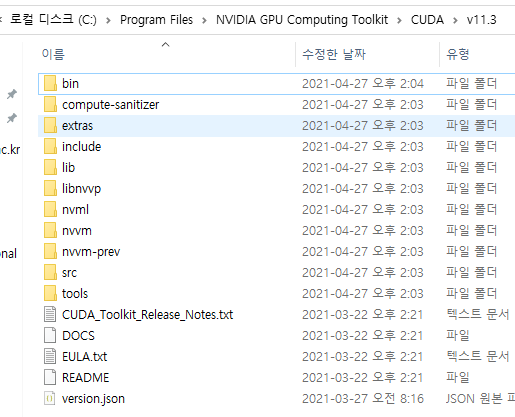 로컬 디스크 (C:) > Program Files > NVIDIA GPU Computing Toolkit > CUDA > v11.3
이름 수정한 날짜 유형
bin 2021-04-27 오후 2:04 파일 폴더
compute-sanitizer 2021-04-27 오후 2:03 파일 폴더
extras 2021-04-27 오후 2:03 파일 폴더
include 2021-04-27 오후 2:03 파일 폴더
lib 2021-04-27 오후 2:03 파일 폴더
libnvvp 2021-04-27 오후 2:03 파일 폴더
nvml 2021-04-27 오후 2:03 파일 폴더
nvvm 2021-04-27 오후 2:03 파일 폴더
nvvm-prev 2021-04-27 오후 2:03 파일 폴더
src 2021-04-27 오후 2:03 파일 폴더
tools 2021-04-27 오후 2:03 파일 폴더
CUDA_Toolkit_Release_Notes.txt 2021-03-22 오후 2:21 텍스트 문서
DOCS 2021-03-22 오후 2:21 파일
EULA.txt 2021-03-22 오후 2:21 텍스트 문서
README 2021-03-22 오후 2:21 파일
version.json 2021-03-27 오전 8:16 JSON 원본
c.kr
onal